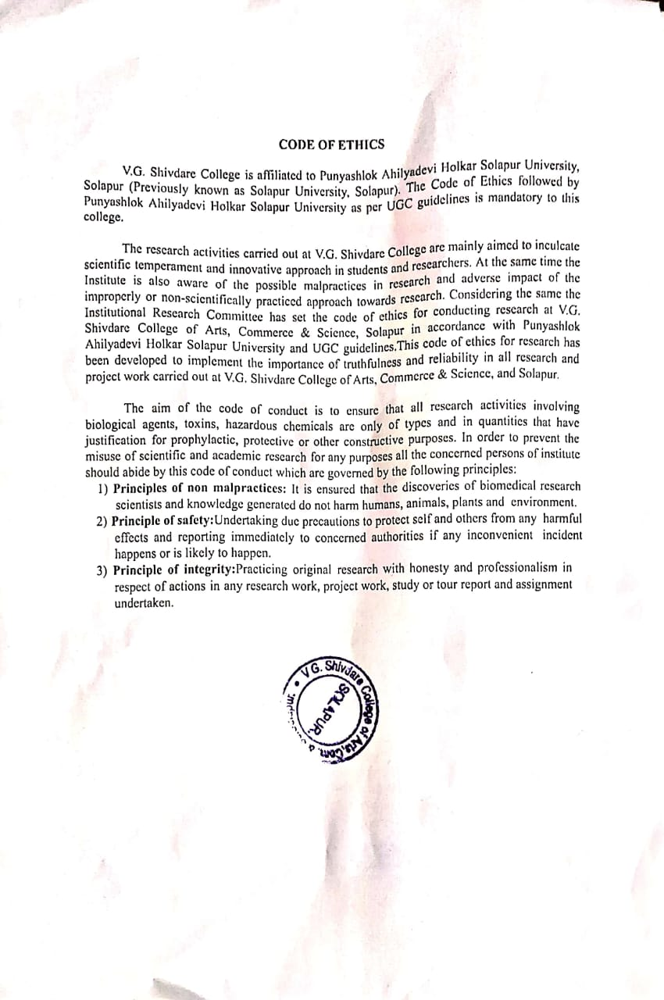 CODE OF ETHICS
V.G. Shivdare College is affiliated to Punyashlok Ahilyadevi Holkar Solapur University,
Solapur (Previously known as Solapur University, Solapur). The Code of Ethics followed by
Punyashlok Ahilyadevi Holkar Solapur University as per UGC guidelines is mandatory to this
college.
The research activities carried out at V.G. Shivdare College are mainly aimed to inculcate
scientific temperament and innovative approach in students and researchers. At the same time the
Institute is also aware of the possible malpractices in research and adverse impact of the
improperly or non-scientifically practiced approach towards research. Considering the same the
Institutional Research Committee has set the code of ethics for conducting research at V.G.
Shivdare College of Arts, Commerce & Science, Solapur in accordance with Punyashlok
Ahilyadevi Holkar Solapur University and UGC guidelines.This code of ethics for research has
been developed to implement the importance of truthfulness and reliability in all research and
project work carried out at V.G. Shivdare College of Arts, Commerce & Science, and Solapur.
The aim of the code of conduct is to ensure that all research activities involving
biological agents, toxins, hazardous chemicals are only of types and in quantities that have
justification for prophylactic, protective or other constructive purposes. In order to prevent the
misuse of scientific and academic research for any purposes all the concerned persons of institute
should abide by this code of conduct which are governed by the following principles:
1) Principles of non malpractices: It is ensured that the discoveries of biomedical research
scientists and knowledge generated do not harm humans, animals, plants and environment.
2) Principle of safety:Undertaking due precautions to protect self and others from any harmful
effects and reporting immediately to concerned authorities if any inconvenient incident
happens or is likely to happen.
3) Principle of integrity:Practicing original research with honesty and professionalism in
respect of actions in any research work, project work, study or tour report and assignment
undertaken.
V G. Shivdare College of Arts, Com. &
SOLAPUR.